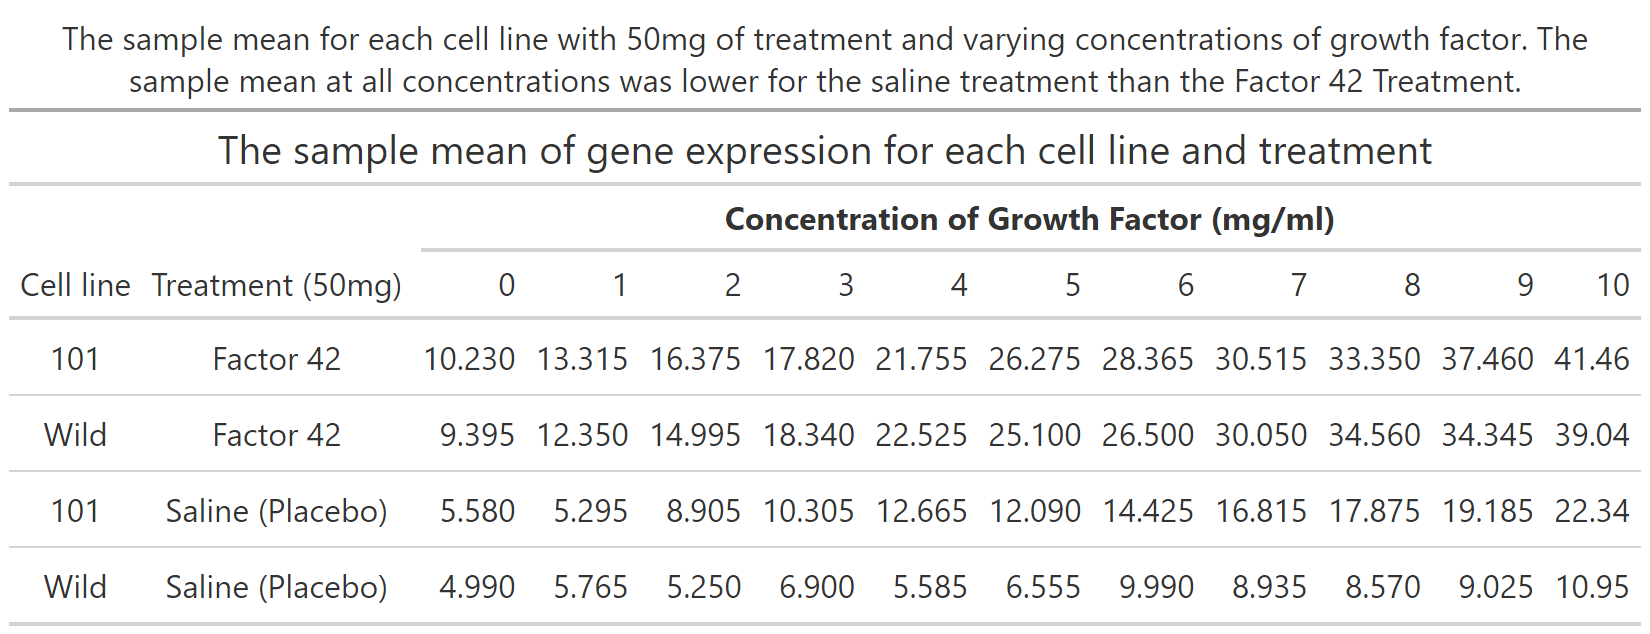 The sample mean for each cell line with 50mg of treatment and varying concentrations of growth factor. The
sample mean at all concentrations was lower for the saline treatment than the Factor 42 Treatment.
The sample mean of gene expression for each cell line and treatment
Concentration of Growth Factor (mg/ml)
Cell line Treatment (50mg) 0 1 2 3 4 5 6 7 8 9 10
101 Factor 42 10.230 13.315 16.375 17.820 21.755 26.275 28.365 30.515 33.350 37.460 41.46
Wild Factor 42 9.395 12.350 14.995 18.340 22.525 25.100 26.500 30.050 34.560 34.345 39.04
101 Saline (Placebo) 5.580 5.295 8.905 10.305 12.665 12.090 14.425 16.815 17.875 19.185 22.34
Wild Saline (Placebo) 4.990 5.765 5.250 6.900 5.585 6.555 9.990 8.935 8.570 9.025 10.95